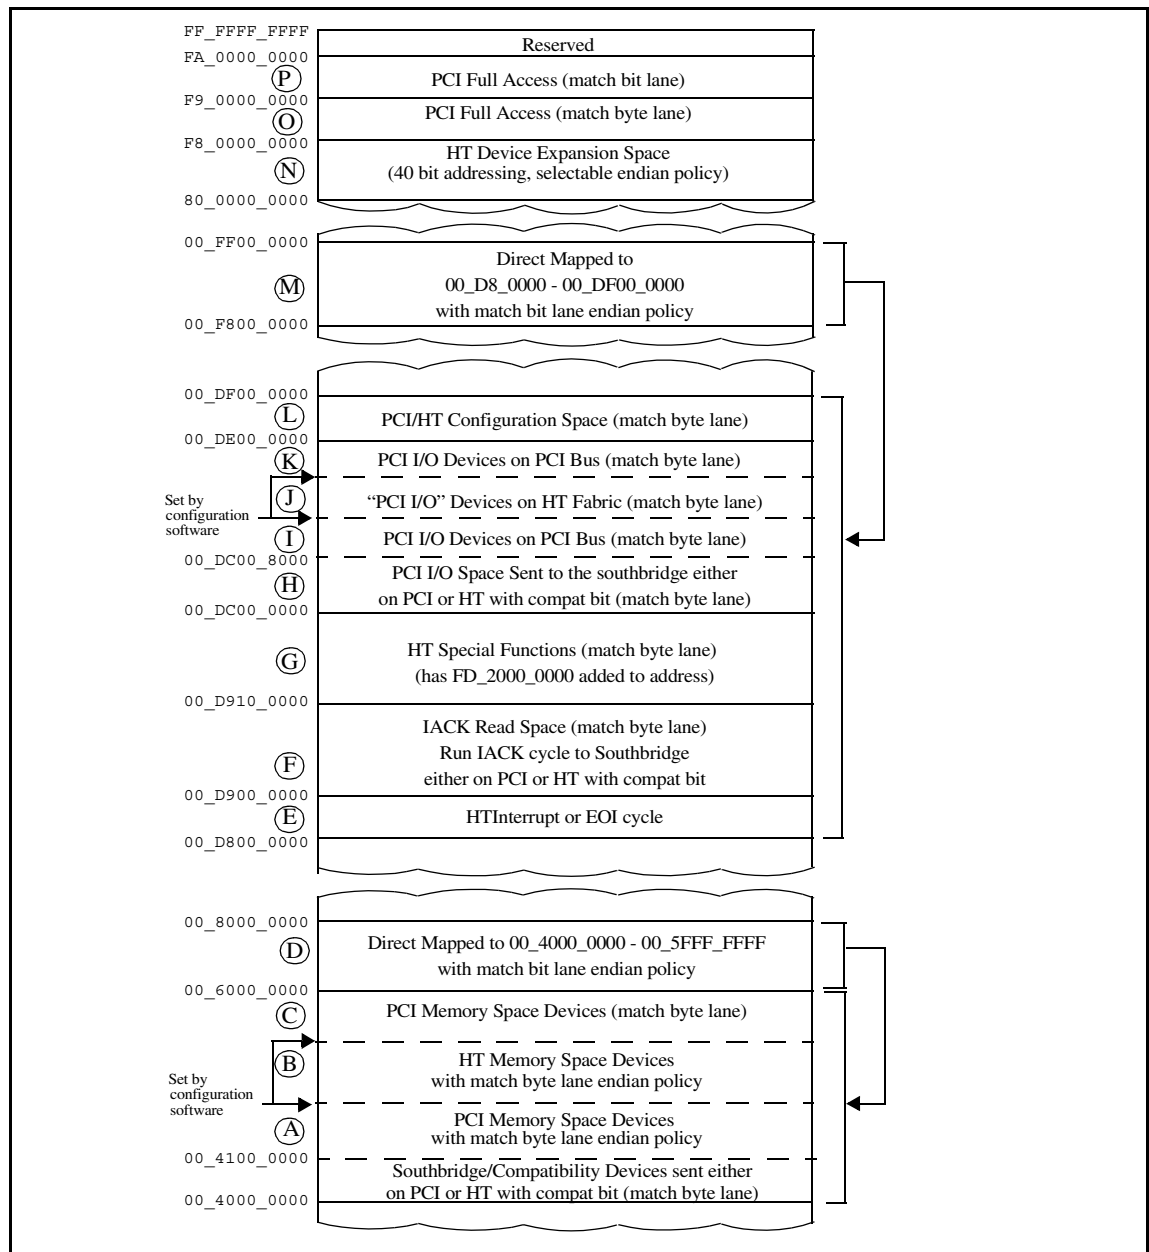 FF_FFFF_FFFF
Reserved
FA_0000_0000
P
PCI Full Access (match bit lane)
F9_0000_0000
O
PCI Full Access (match byte lane)
F8_0000_0000
N
HT Device Expansion Space
(40 bit addressing, selectable endian policy)
80_0000_0000
00_FF00_0000
M
Direct Mapped to
00_D8_0000 - 00_DF00_0000
with match bit lane endian policy
00_F800_0000
00_DF00_0000
L
PCI/HT Configuration Space (match byte lane)
00_DE00_0000
K
PCI I/O Devices on PCI Bus (match byte lane)
J
“PCI I/O” Devices on HT Fabric (match byte lane)
Set by
configuration
software
I
PCI I/O Devices on PCI Bus (match byte lane)
00_DC00_8000
H
PCI I/O Space Sent to the southbridge either
on PCI or HT with compat bit (match byte lane)
00_DC00_0000
G
HT Special Functions (match byte lane)
(has FD_2000_0000 added to address)
00_D910_0000
F
IACK Read Space (match byte lane)
Run IACK cycle to Southbridge
either on PCI or HT with compat bit
00_D900_0000
E
HTInterrupt or EOI cycle
00_D800_0000
00_8000_0000
D
Direct Mapped to 00_4000_0000 - 00_5FFF_FFFF
with match bit lane endian policy
00_6000_0000
C
PCI Memory Space Devices (match byte lane)
B
HT Memory Space Devices
with match byte lane endian policy
Set by
configuration
software
A
PCI Memory Space Devices
with match byte lane endian policy
00_4100_0000
Southbridge/Compatibility Devices sent either
on PCI or HT with compat bit (match byte lane)
00_4000_0000